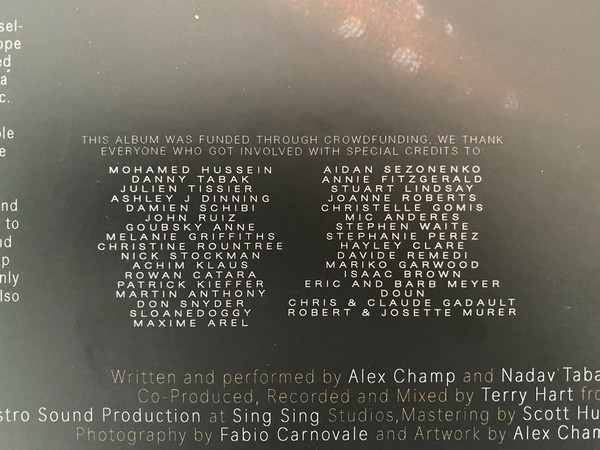 THIS ALBUM WAS FUNDED THROUGH CROWDFUNDING, WE THANK
EVERYONE WHO GOT INVOLVED WITH SPECIAL CREDITS TO:
MOHAMED HUSSEIN
DANNY TABAK
JULIEN TISSIER
ASHLEY J DINNING
DAMIEN SCHIBI
JOHN RUIZ
GOUBSKY ANNE
MELANIE GRIFFITHS
CHRISTINE ROUNTREE
NICK STOCKMAN
ACHIM KLAUS
ROWAN CATARA
PATRICK KIEFFER
MARTIN ANTHONY
DON SNYDER
SLOANEDOGGY
MAXIME AREL
AIDAN SEZONENKO
ANNIE FITZGERALD
STUART LINDSAY
JOANNE ROBERTS
CHRISTELLE GOMIS
MIC ANDERES
STEPHEN WAITE
STEPHANIE PEREZ
HAYLEY CLARE
DAVIDE REMEDI
MARIKO GARWOOD
ISAAC BROWN
ERIC AND BARB MEYER
DOUN
CHRIS & CLAUDE GADAULT
ROBERT & JOSETTE MURER
Written and performed by Alex Champ and Nadav Taba
Co-Produced, Recorded and Mixed by Terry Hart fro
stro Sound Production at Sing Sing Studios,Mastering by Scott Hu
Photography by Fabio Carnovale and Artwork by Alex Cham